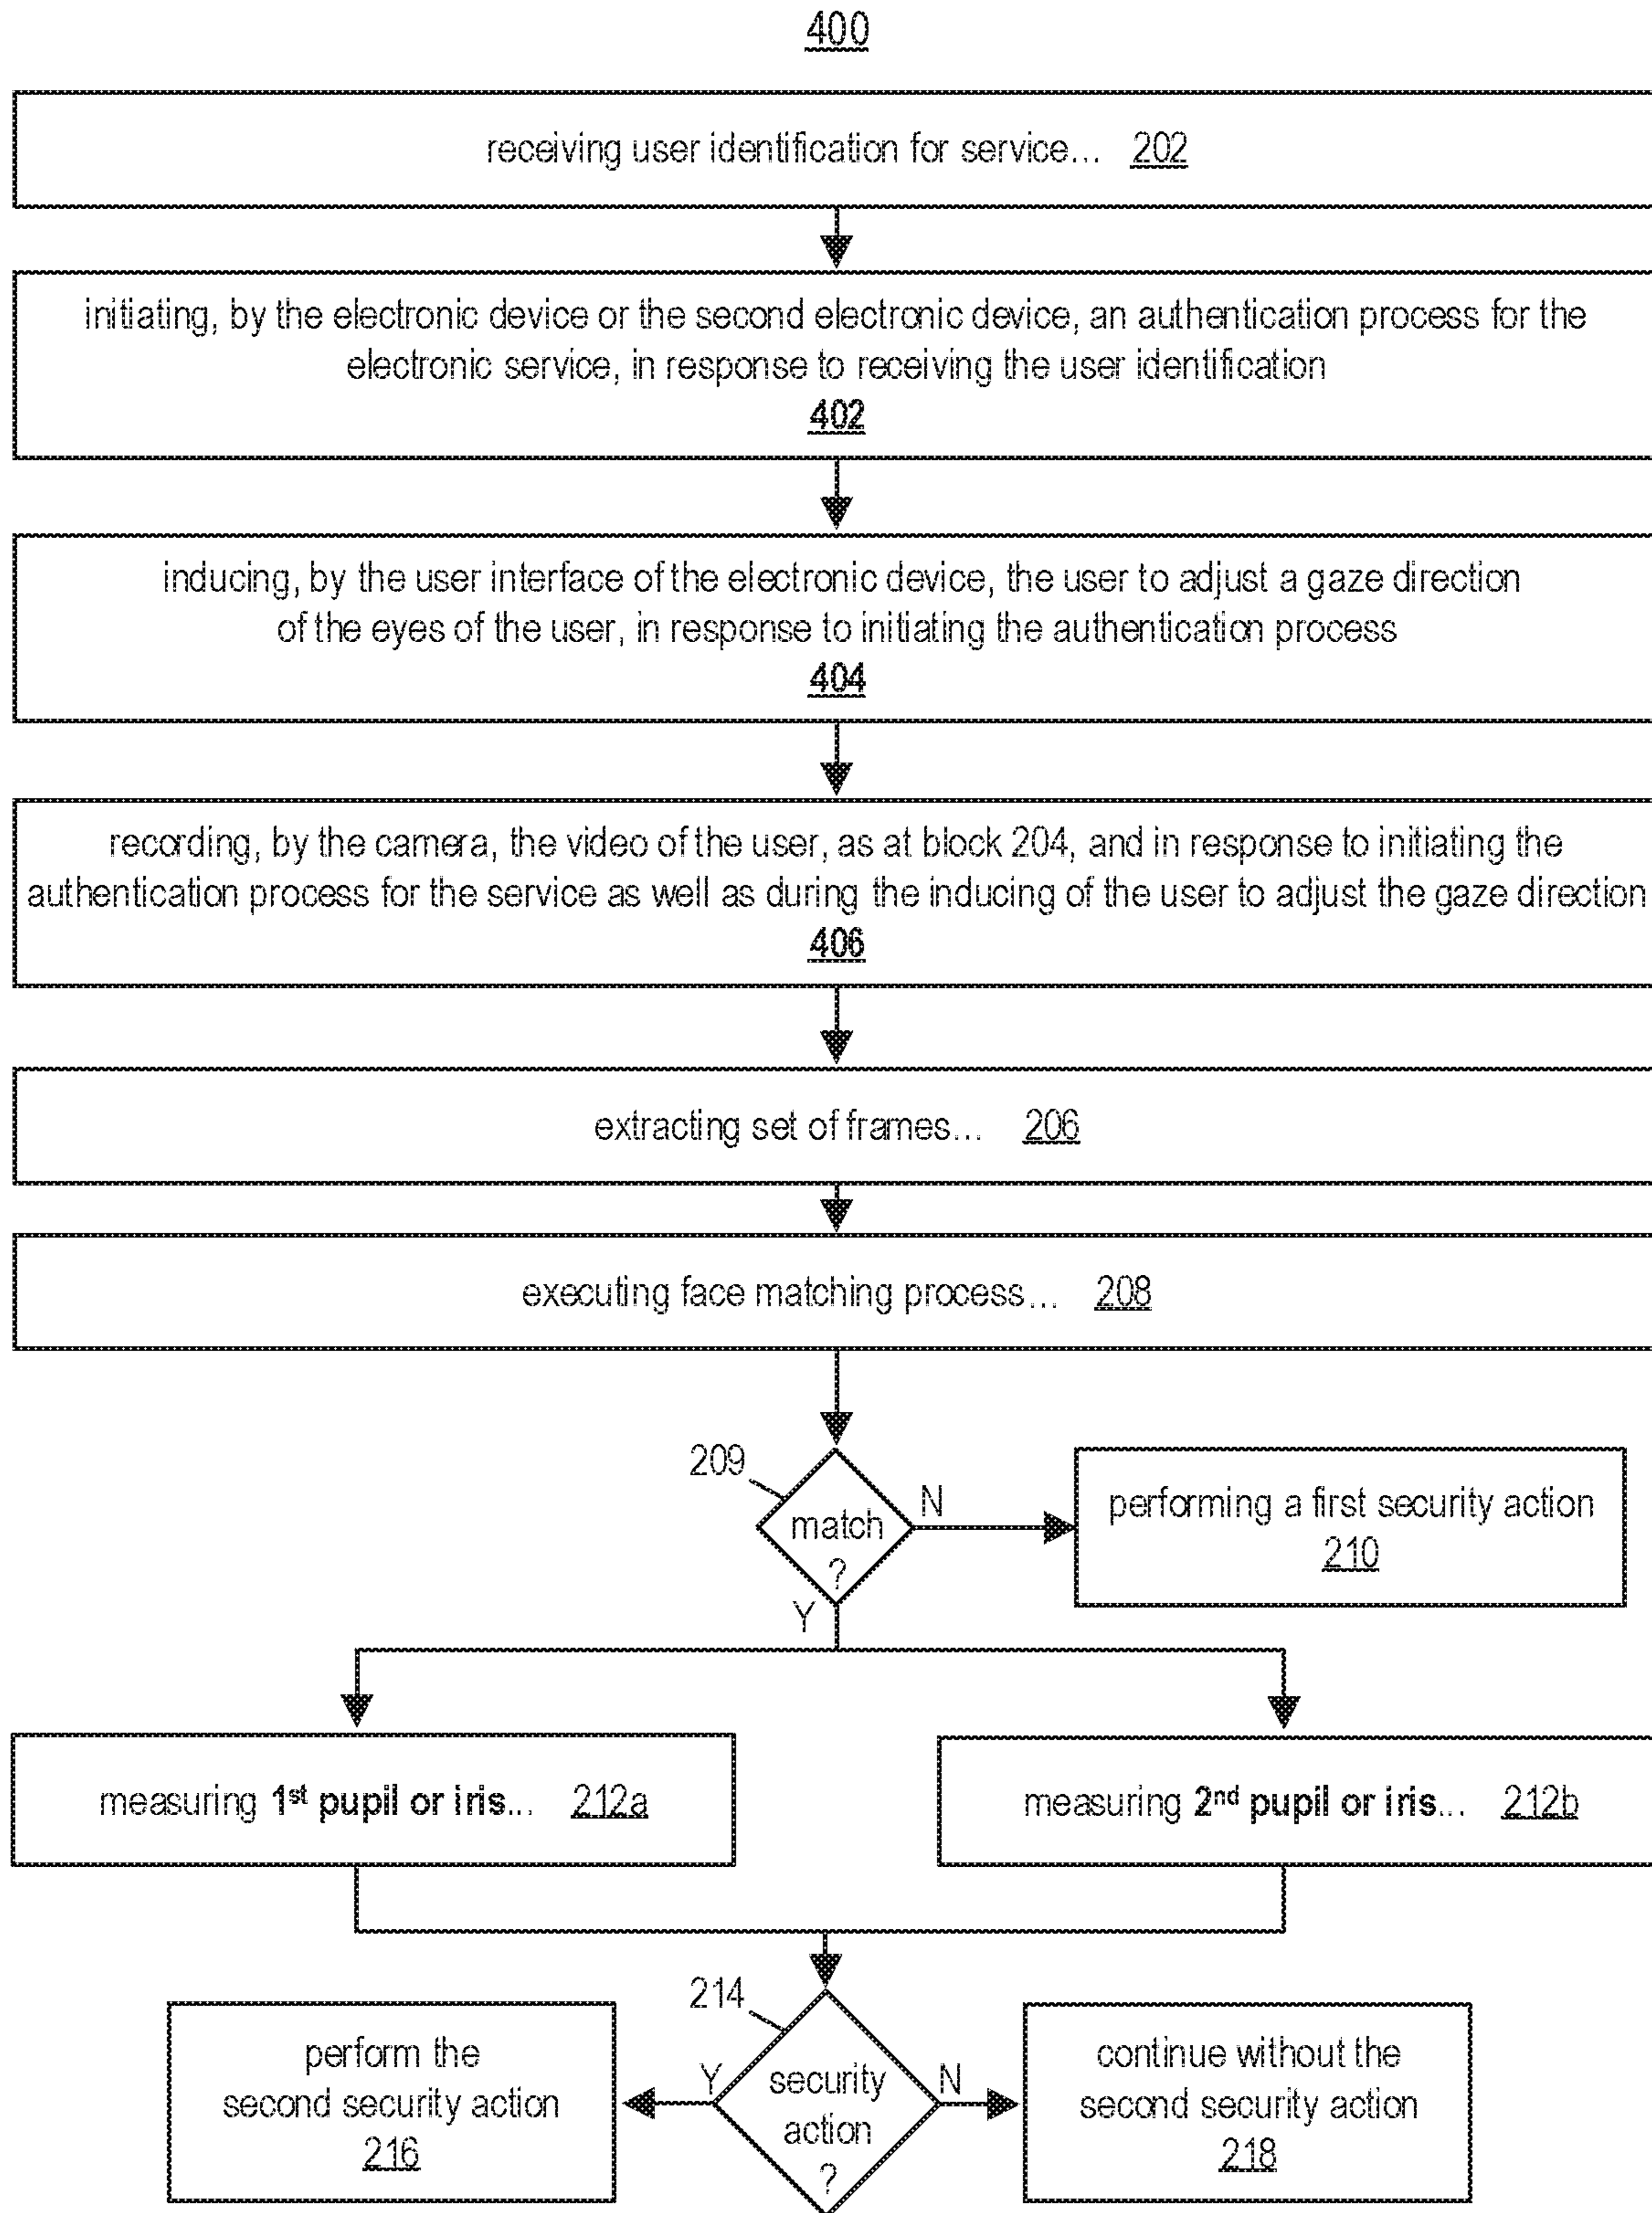 400
receiving user identification for service... 202
initiating, by the electronic device or the second electronic device, an authentication process for the
electronic service, in response to receiving the user identification
402
inducing, by the user interface of the electronic device, the user to adjust a gaze direction
of the eyes of the user, in response to initiating the authentication process
404
recording, by the camera, the video of the user, as at block 204, and in response to initiating the
authentication process for the service as well as during the inducing of the user to adjust the gaze direction
406
extracting set of frames... 206
executing face matching process... 208
209
match
?
N
Y
performing a first security action
210
measuring 1st pupil or iris... 212a
measuring 2nd pupil or iris... 212b
214
security
action
?
Y
N
perform the
second security action
216
continue without the
second security action
218